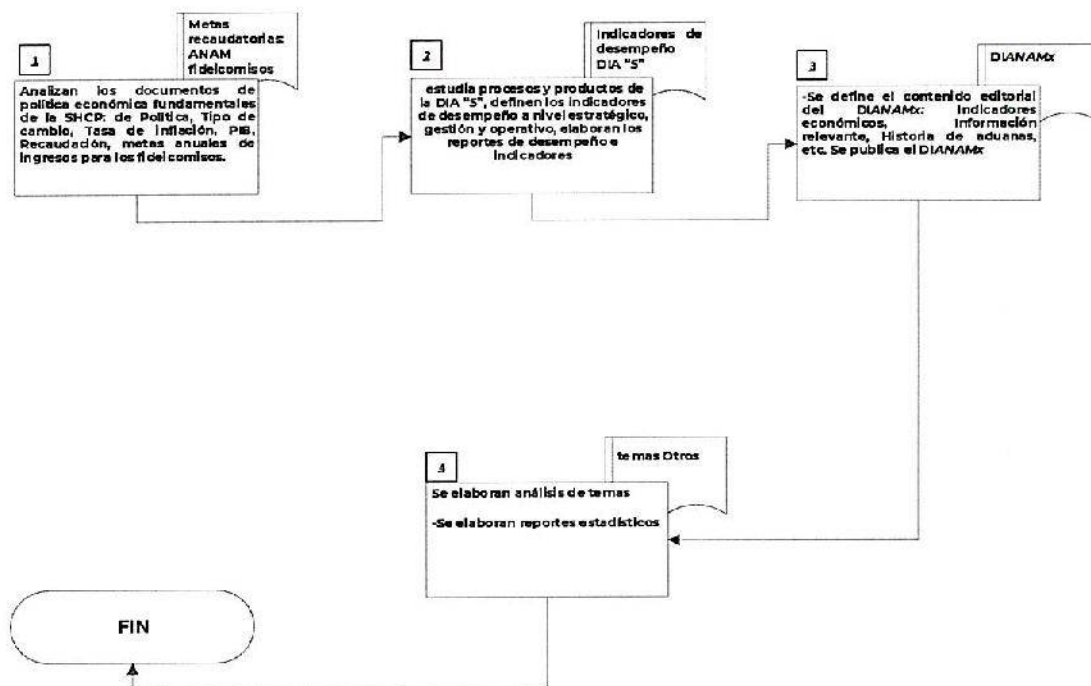 Metas
recaudatorias:
ANAM
fideicomisos
1
Analizan los documentos de
política económica fundamentales
de la SHCP: de Política, Tipo de
cambio, Tasa de Inflación, PIB,
Recaudación, metas anuales de
ingresos para los fideicomisos.
Indicadores de
desempeño
DIA "S"
2
estudia procesos y productos de
la DIA "S", definen los indicadores
de desempeño a nivel estratégico,
gestión y operativo, elaboran los
reportes de desempeño e
Indicadores
DIANAMx
3
-Se define el contenido editorial
del DIANAMx: Indicadores
económicos, Información
relevante, Historia de aduanas,
etc. Se publica el DIANAMx
temas Otros
4
Se elaboran análisis de temas
-Se elaboran reportes estadísticos
FIN